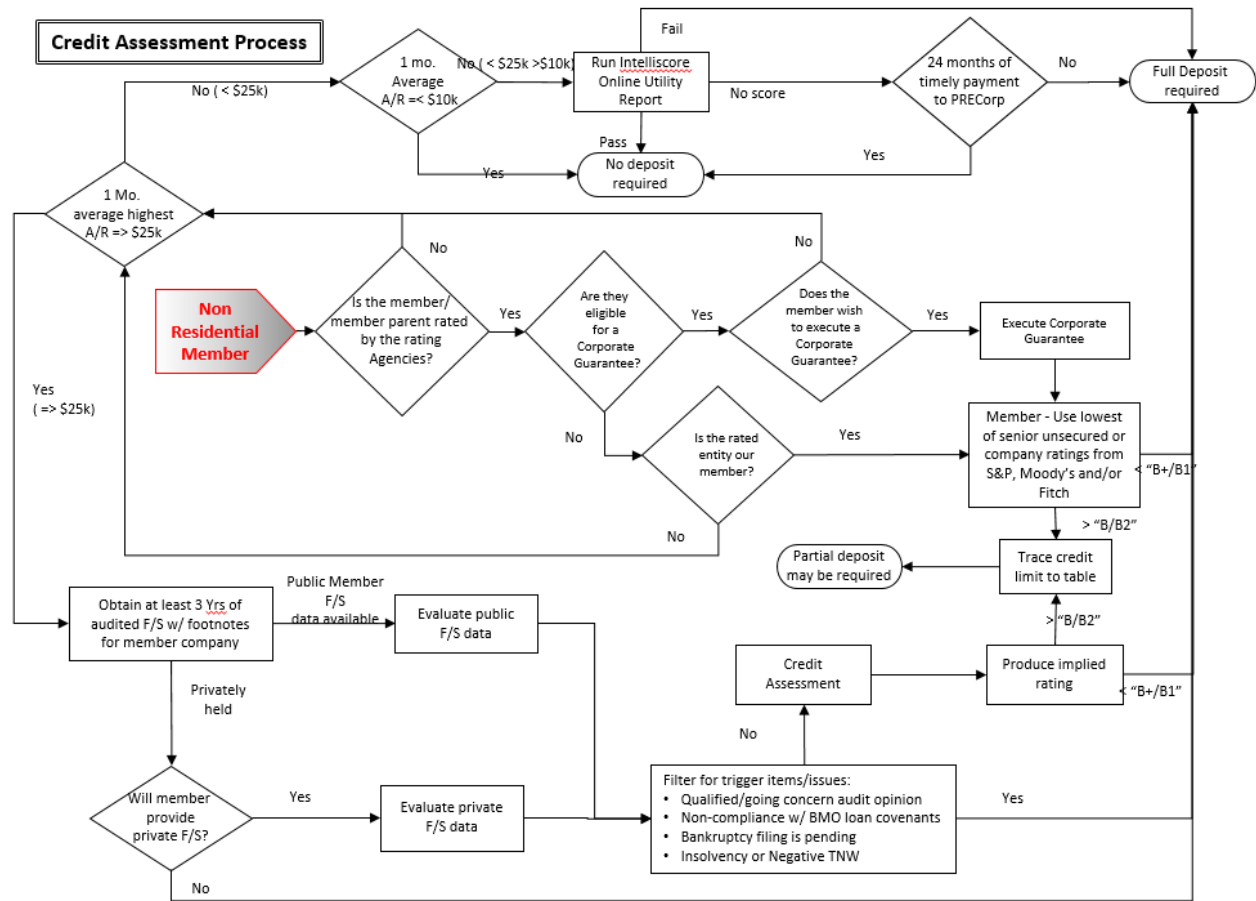 Credit Assessment Process
Fail
1 mo.
Average
A/R =< $10k
No ( < $25k >$10k)
Run Intelliscore
Online Utility
Report
No score
24 months of
timely payment
to PRECorp
No
Full Deposit
required
No ( < $25k)
Pass
Yes
No deposit
required
Yes
1 Mo.
average highest
A/R => $25k
No
No
Non
Residential
Member
Is the member/
member parent rated
by the rating
Agencies?
Yes
Are they
eligible
for a
Corporate
Guarantee?
Yes
Does the
member wish
to execute a
Corporate
Guarantee?
Yes
Execute Corporate
Guarantee
Yes
( => $25k)
No
Is the rated
entity our
member?
Yes
Member - Use lowest
of senior unsecured or
company ratings from
S&P, Moody's and/or
Fitch
< “B+/B1”
No
> “B/B2”
Partial deposit
may be required
Trace credit
limit to table
Obtain at least 3 Yrs of
audited F/S w/ footnotes
for member company
Public Member
F/S
data available
Evaluate public
F/S data
> “B/B2”
Credit
Assessment
Produce implied
rating
< “B+/B1”
Privately
held
No
Will member
provide
private F/S?
Yes
Evaluate private
F/S data
Filter for trigger items/issues:
• Qualified/going concern audit opinion
• Non-compliance w/ BMO loan covenants
• Bankruptcy filing is pending
• Insolvency or Negative TNW
Yes
No